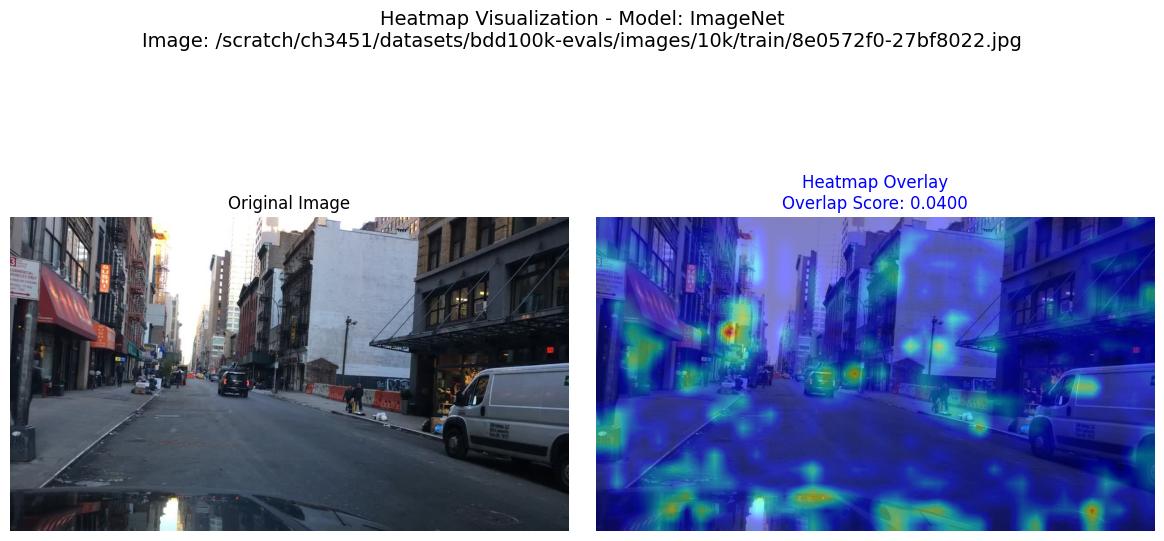 Heatmap Visualization - Model: ImageNet
Image: /scratch/ch3451/datasets/bdd100k-evals/images/10k/train/8e0572f0-27bf8022.jpg
Original Image
Heatmap Overlay
Overlap Score: 0.0400